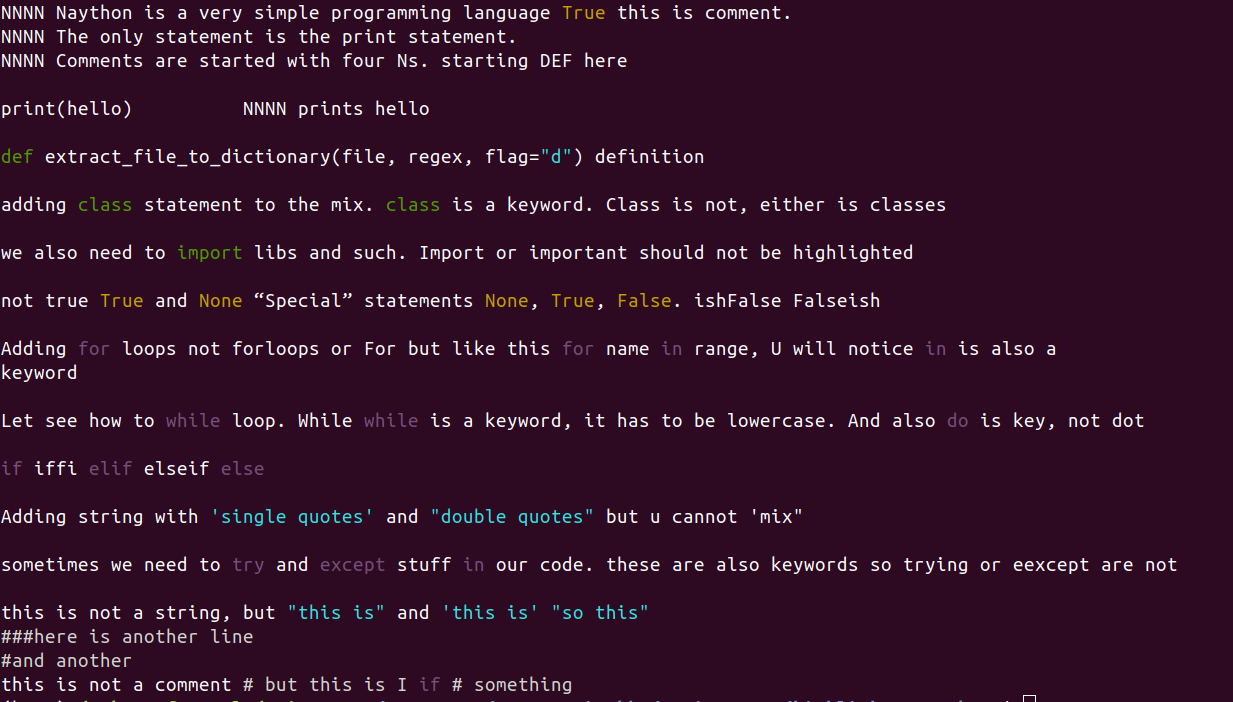 NNNN Naython is a very simple programming language True this is comment.
NNNN The only statement is the print statement.
NNNN Comments are started with four Ns. starting DEF here
print(hello)          NNNN prints hello
def extract_file_to_dictionary(file, regex, flag="d") definition
adding class statement to the mix. class is a keyword. Class is not, either is classes
we also need to import libs and such. Import or important should not be highlighted
not true True and None “Special” statements None, True, False. ishFalse Falseish
Adding for loops not forloops or For but like this for name in range, U will notice in is also a
keyword
Let see how to while loop. While while is a keyword, it has to be lowercase. And also do is key, not dot
if iffi elif elseif else
Adding string with 'single quotes' and "double quotes" but u cannot 'mix"
sometimes we need to try and except stuff in our code. these are also keywords so trying or eexcept are not
this is not a string, but "this is" and 'this is' "so this"
###here is another line
#and another
this is not a comment # but this is I if # something